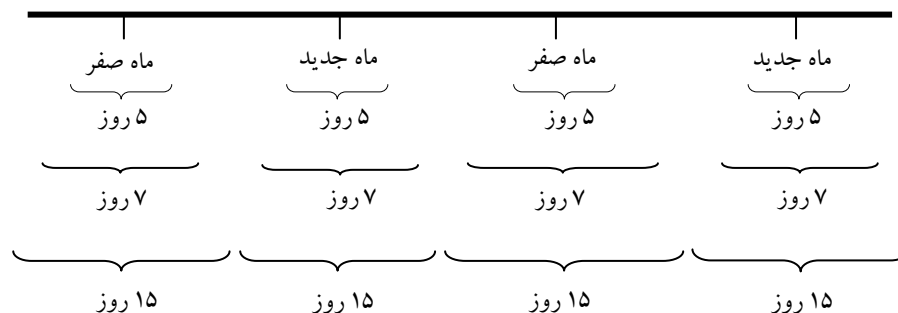 ماه جدید ماه صفر ماه جدید ماه صفر
۵ روز ۵ روز ۵ روز ۵ روز
۷ روز ۷ روز ۷ روز ۷ روز
۱۵ روز ۱۵ روز ۱۵ روز ۱۵ روز